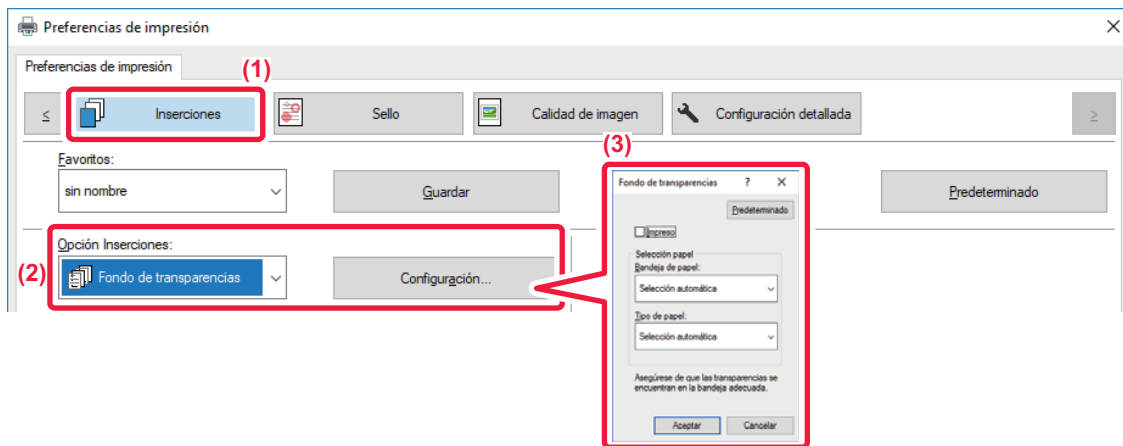 Preferencias de impresión
Preferencias de impresión
(1)
<
Inserciones
Sello
Calidad de imagen
Configuración detallada
>
(3)
Favoritos:
sin nombre
Guardar
Predeterminado
(2)
Opción Inserciones:
Fondo de transparencias
Configuración...
Fondo de transparencias ?
Predeterminado
Impreso
Selección papel
Bandeja de papel:
Selección automática
Tipo de papel:
Selección automática
Asegúrese de que las transparencias se
encuentran en la bandeja adecuada.
Aceptar Cancelar